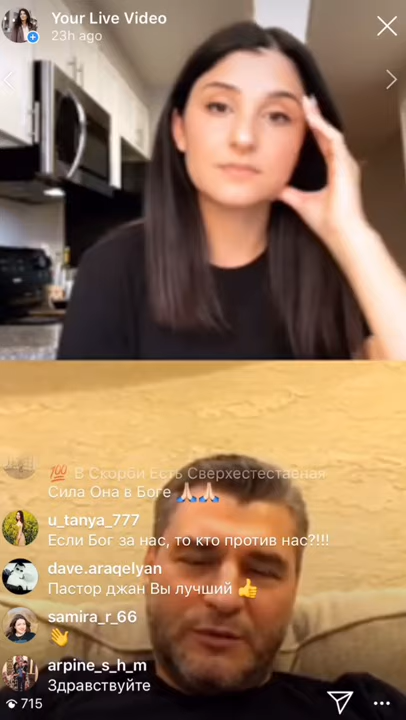 Your Live Video
23h ago
💯 В Скорби Есть Сверхестестаеная
Сила Она в Боге 🙏🏻🙏🏻
u_tanya_777
Если Бог за нас, то кто против нас?!!!
dave.araqelyan
Пастор джан Вы лучший 👍
samira_r_66
👋
arpine_s_h_m
Здравствуйте
715